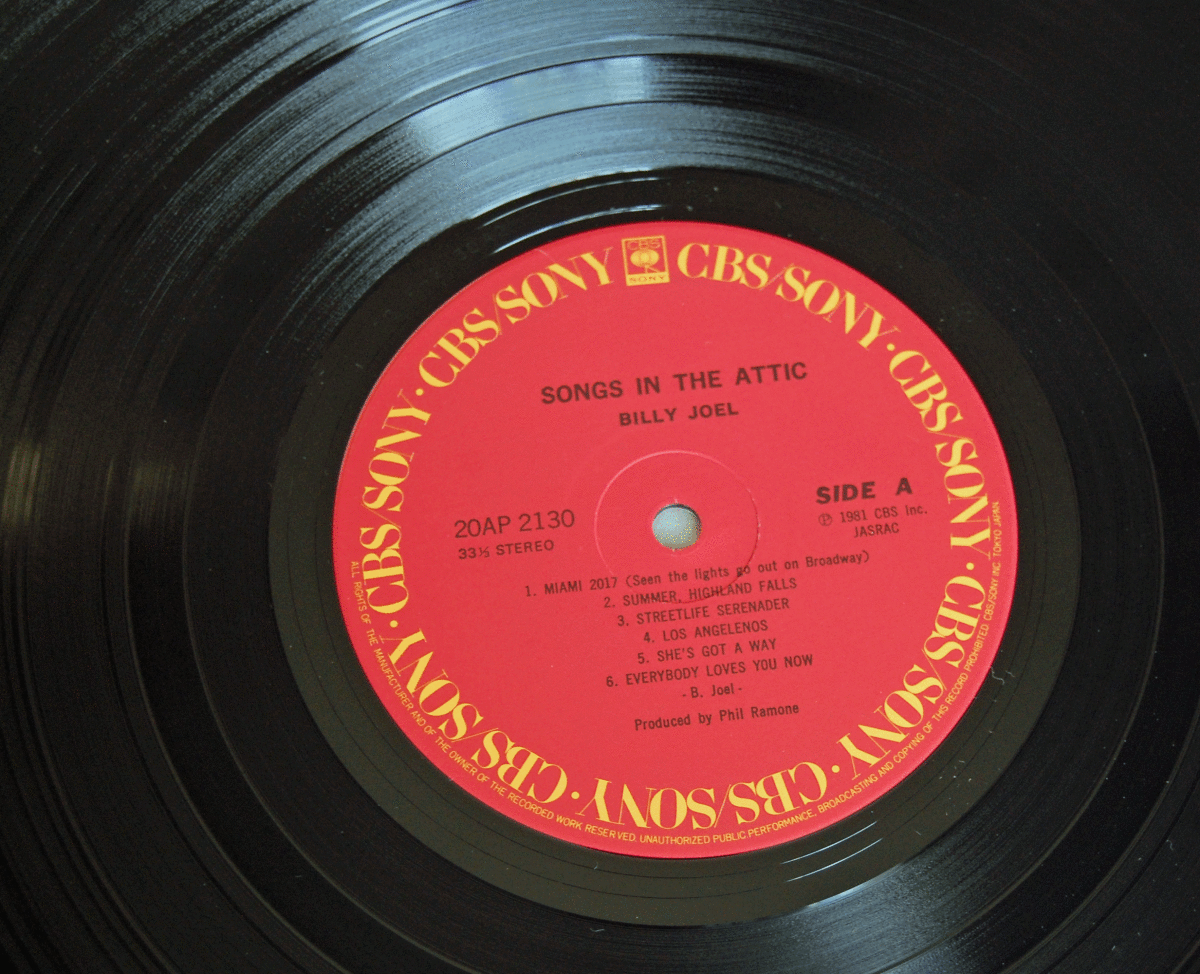 CBS
SONY
CBS/SONY · CBS/SONY · CBS/SONY · CBS/SONY · CBS/SONY · CBS/SONY · CBS/SONY · CBS/SONY
SONGS IN THE ATTIC
BILLY JOEL
SIDE A
20AP 2130
℗ 1981 CBS Inc.
33⅓ STEREO
JASRAC
1. MIAMI 2017 (Seen the lights go out on Broadway)
2. SUMMER, HIGHLAND FALLS
3. STREETLIFE SERENADER
4. LOS ANGELENOS
5. SHE'S GOT A WAY
6. EVERYBODY LOVES YOU NOW
- B. Joel -
Produced by Phil Ramone
ALL RIGHTS OF THE MANUFACTURER AND OF THE OWNER OF THE RECORDED WORK RESERVED. UNAUTHORIZED PUBLIC PERFORMANCE, BROADCASTING AND COPYING OF THIS RECORD PROHIBITED. CBS/SONY INC. TOKYO JAPAN